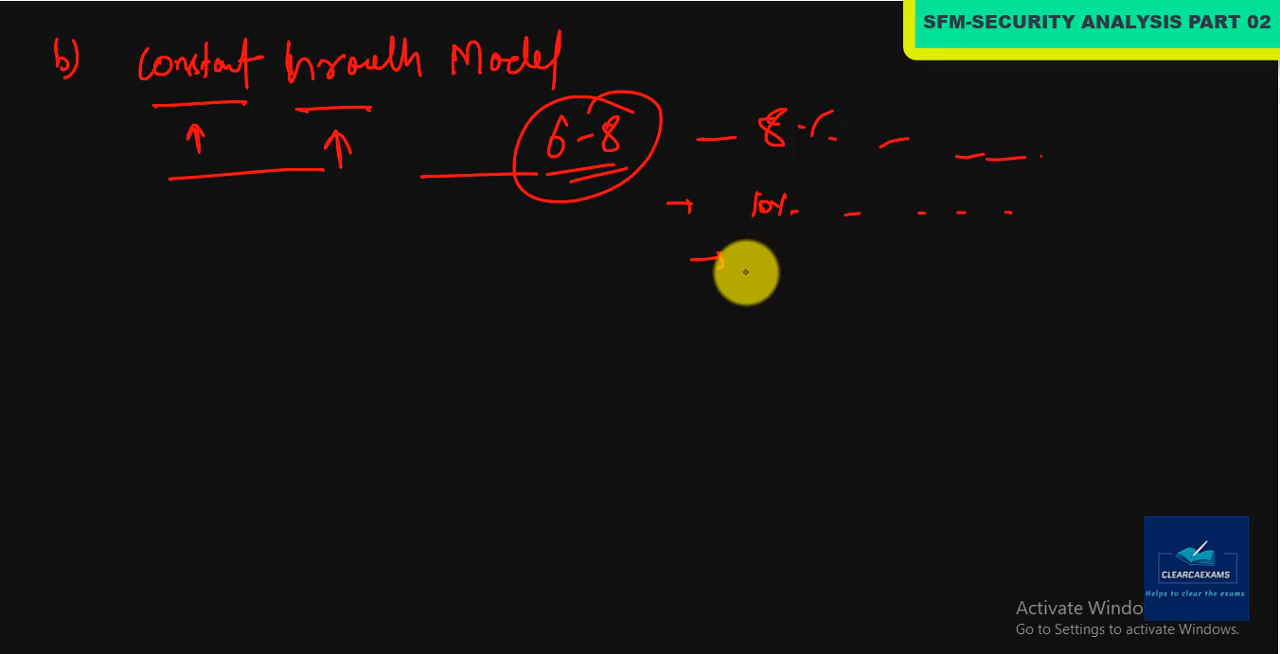 SFM-SECURITY ANALYSIS PART 02
b) Constant Growth Model
6-8 — 8%. — — —.
→ 10%. - - - -
→
CLEARCAEXAMS
Helps to clear the exams
Activate Windo
Go to Settings to activate Windows.